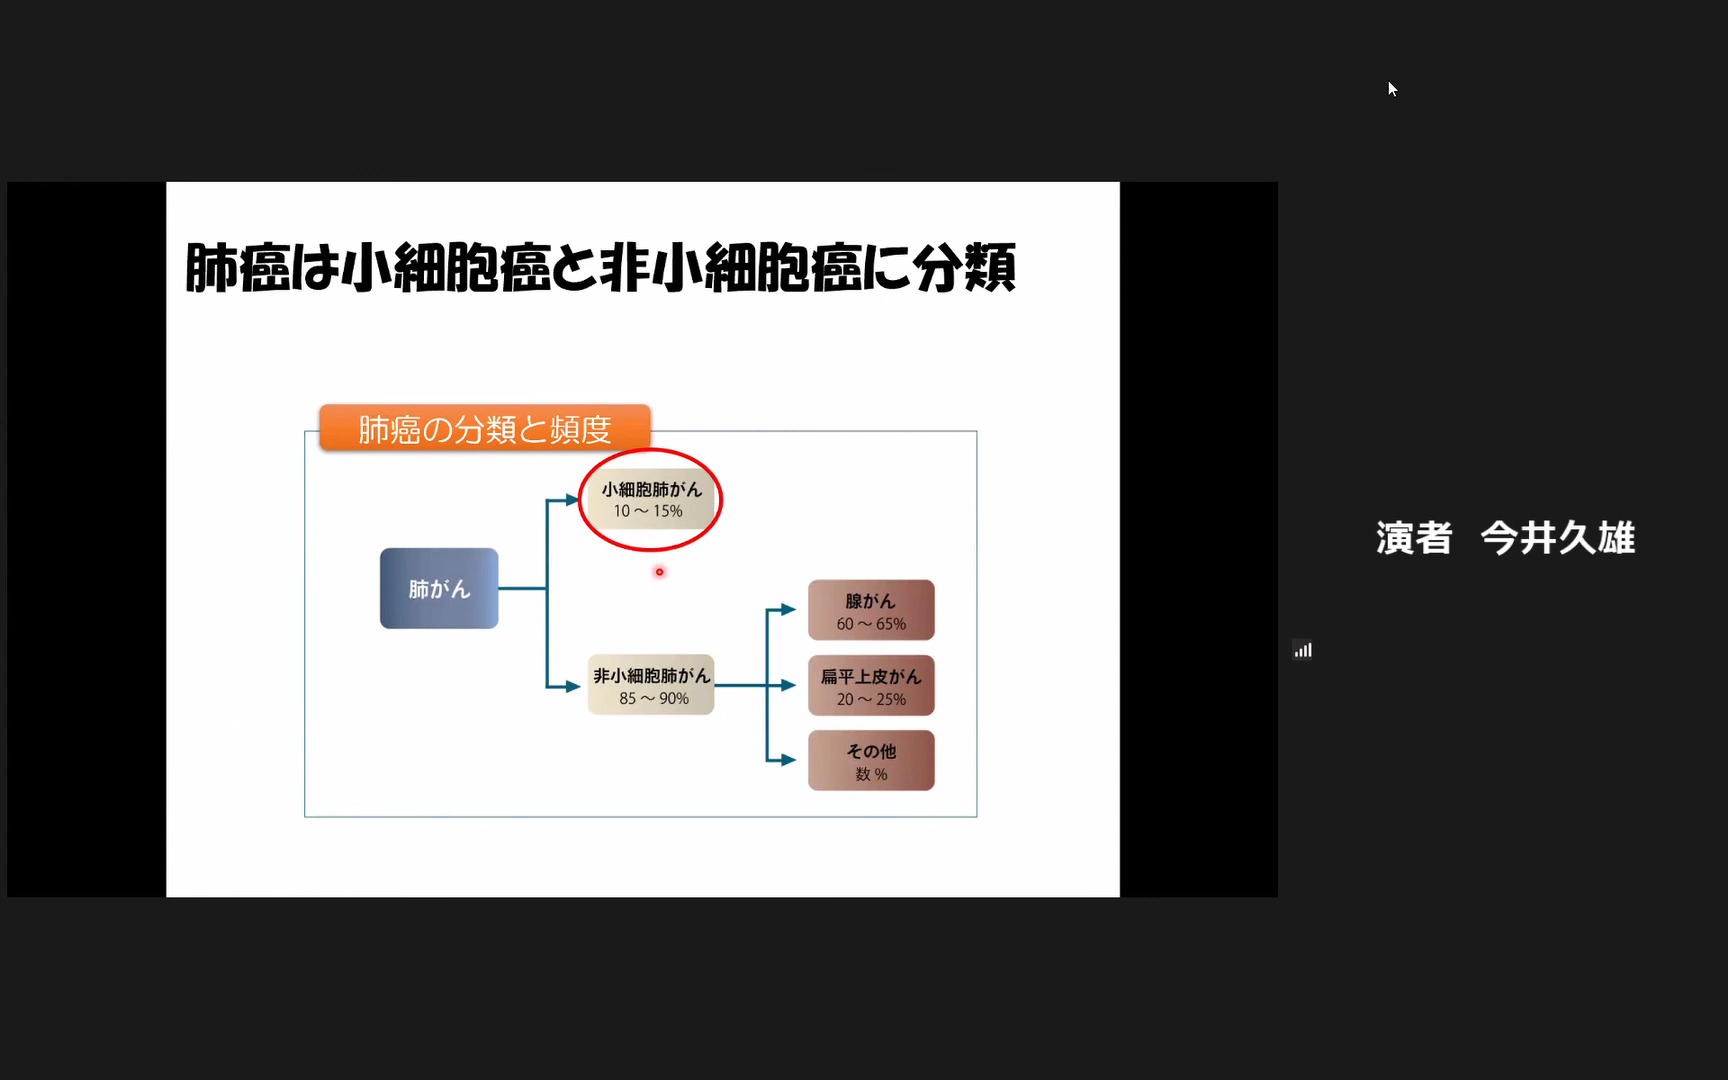 肺癌は小細胞癌と非小細胞癌に分類
肺癌の分類と頻度
小細胞肺がん
10 ～ 15%
肺がん
非小細胞肺がん
85 ～ 90%
腺がん
60 ～ 65%
扁平上皮がん
20 ～ 25%
その他
数 %
演者 今井久雄